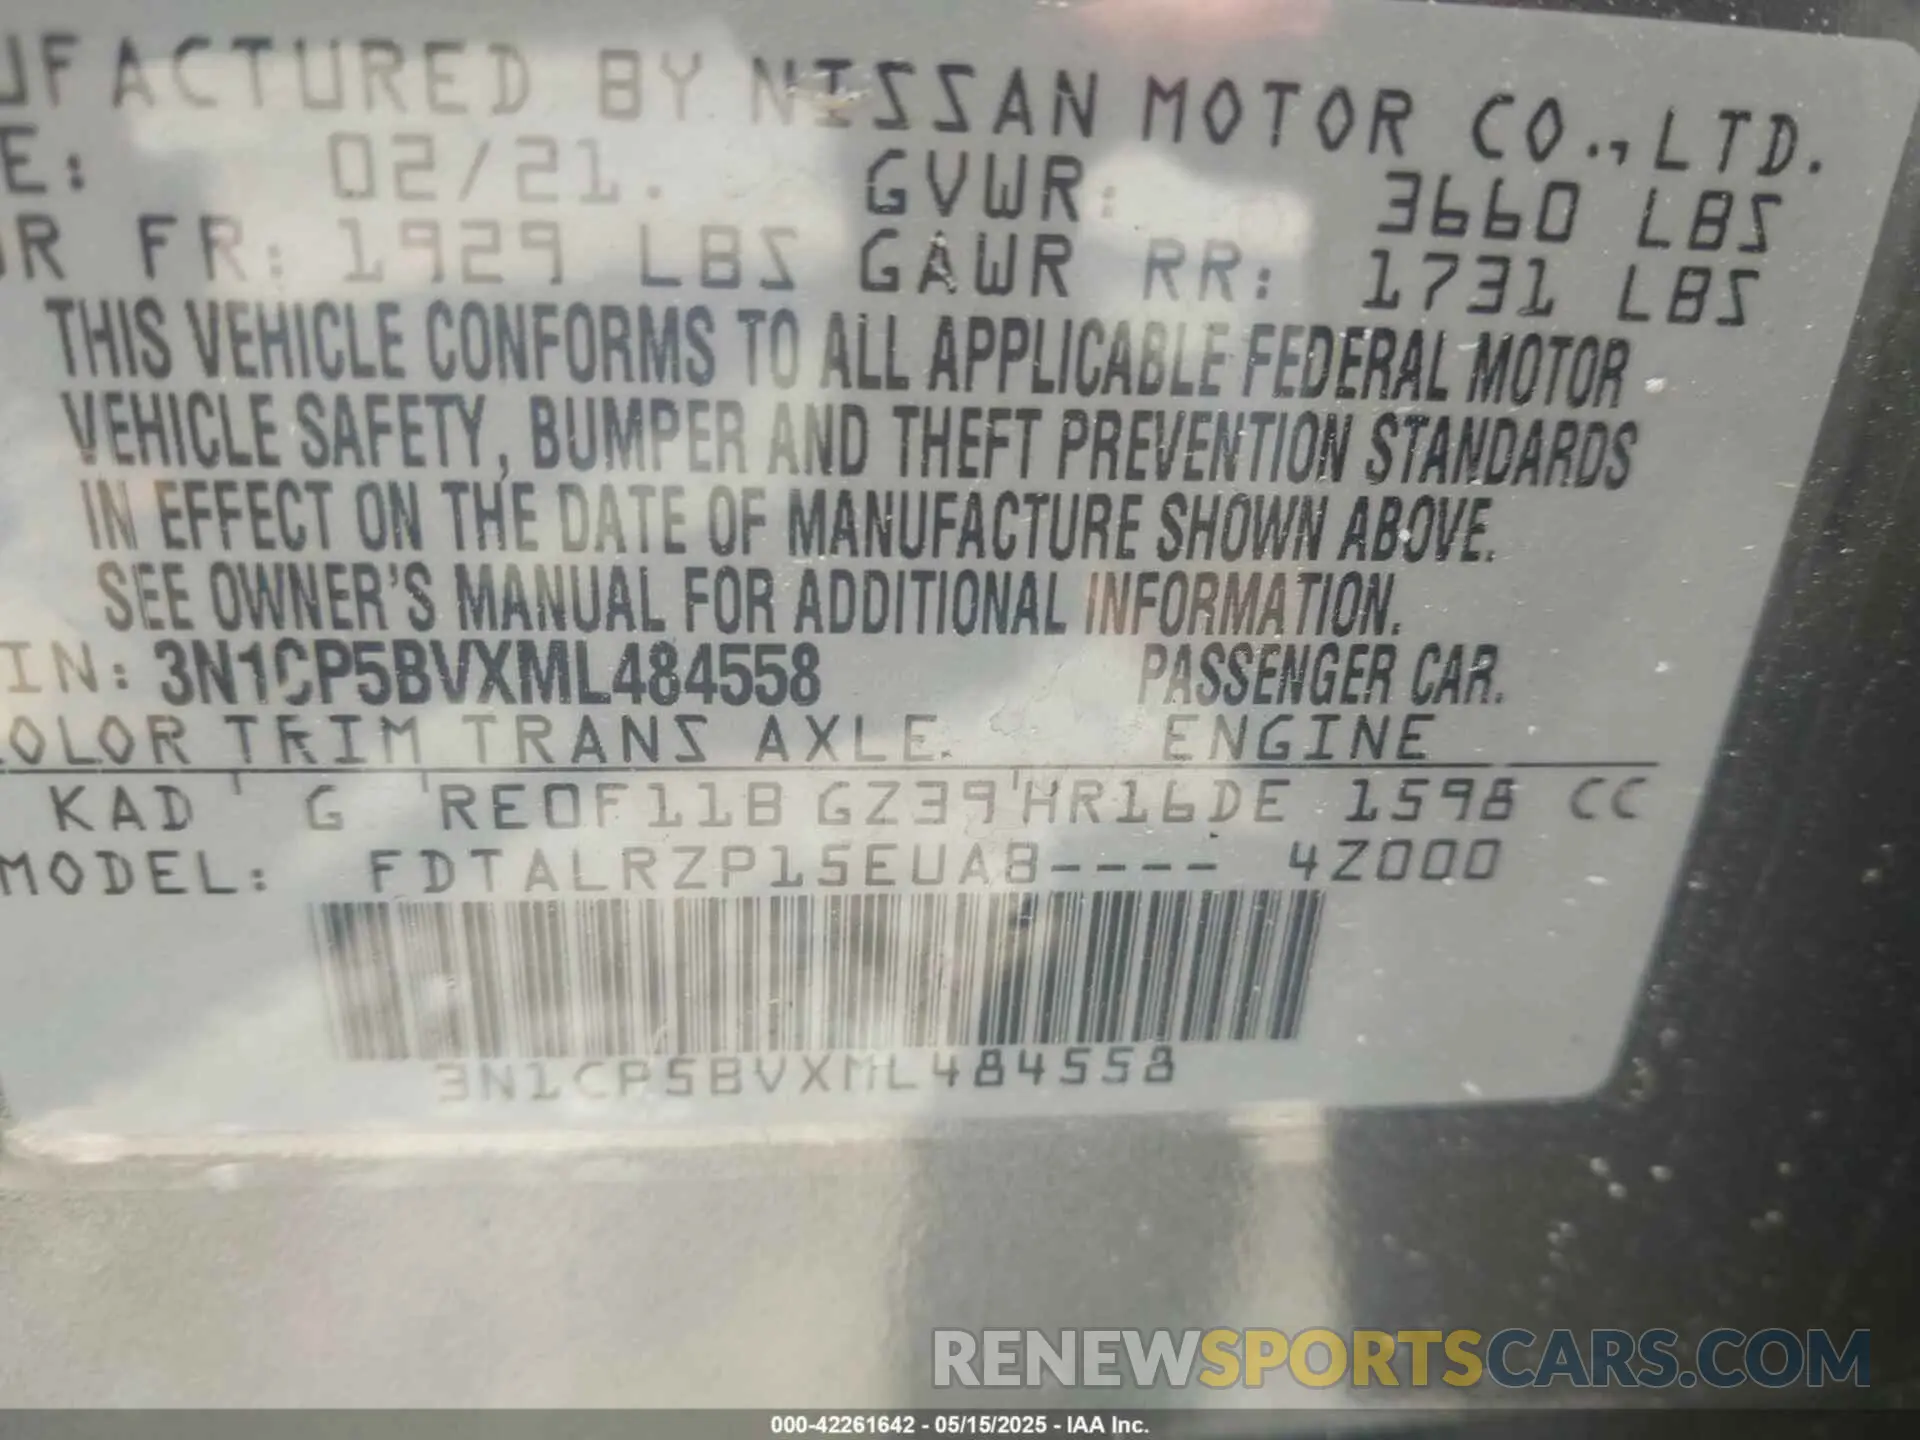 UFACTURED BY NISSAN MOTOR CO., LTD.
E: 02/21. GVWR: 3660 LBS
R FR: 1929 LBS GAWR RR: 1731 LBS
THIS VEHICLE CONFORMS TO ALL APPLICABLE FEDERAL MOTOR
VEHICLE SAFETY, BUMPER AND THEFT PREVENTION STANDARDS
IN EFFECT ON THE DATE OF MANUFACTURE SHOWN ABOVE.
SEE OWNER'S MANUAL FOR ADDITIONAL INFORMATION.
IN: 3N1CP5BVXML484558 PASSENGER CAR.
OLOR TRIM TRANS AXLE ENGINE
KAD G RE0F11B GZ39 HR16DE 1598 CC
MODEL: FDTALRZP15EUA8---- 4Z000
3N1CP5BVXML484558
RENEWSPORTSCARS.COM
000-42261642 - 05/15/2025 - IAA Inc.